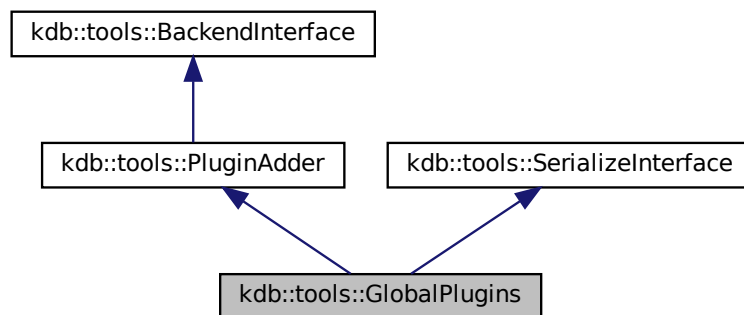 kdb::tools::BackendInterface
kdb::tools::PluginAdder
kdb::tools::SerializeInterface
kdb::tools::GlobalPlugins